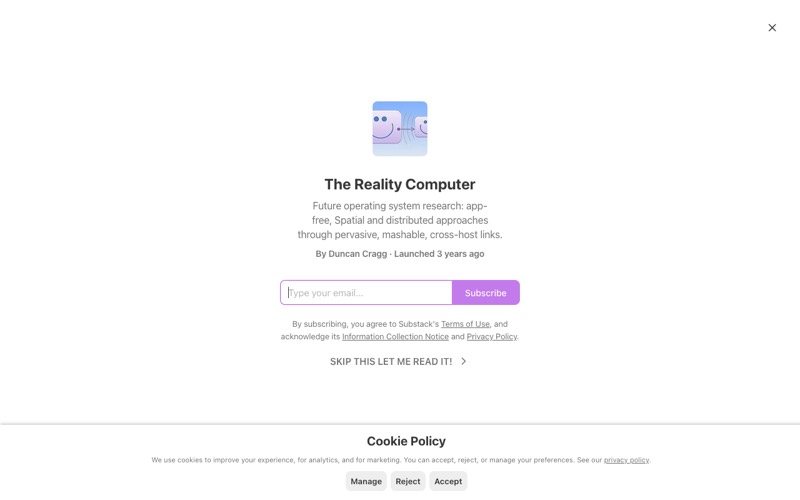 The Reality Computer
Future operating system research: app-
free, Spatial and distributed approaches
through pervasive, mashable, cross-host links.
By Duncan Cragg · Launched 3 years ago
Type your email...
Subscribe
By subscribing, you agree to Substack's Terms of Use, and
acknowledge its Information Collection Notice and Privacy Policy.
SKIP THIS LET ME READ IT!
Cookie Policy
We use cookies to improve your experience, for analytics, and for marketing. You can accept, reject, or manage your preferences. See our privacy policy.
Manage
Reject
Accept